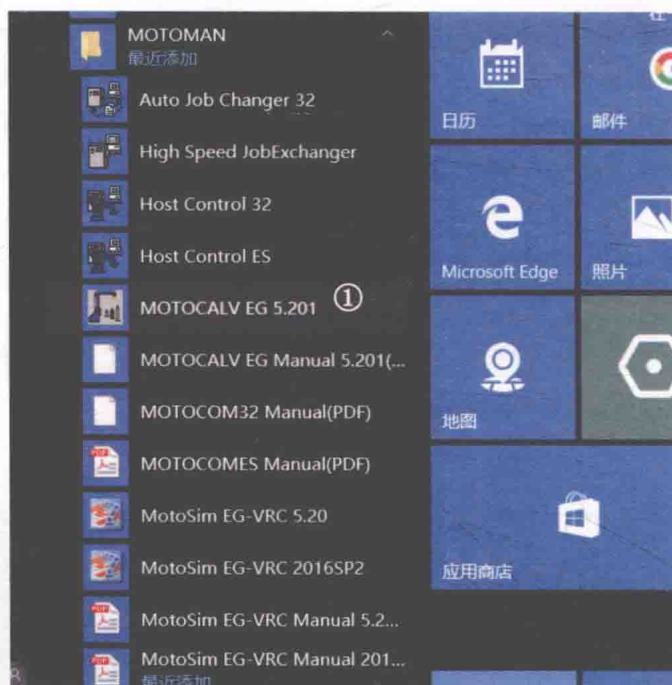 MOTOMAN
最近添加
Auto Job Changer 32
High Speed JobExchanger
Host Control 32
Host Control ES
MOTOCALV EG 5.201 ①
MOTOCALV EG Manual 5.201(...
MOTOCOM32 Manual(PDF)
MOTOCOMES Manual(PDF)
MotoSim EG-VRC 5.20
MotoSim EG-VRC 2016SP2
MotoSim EG-VRC Manual 5.2...
MotoSim EG-VRC Manual 201...
最近添加
日历
邮件
Microsoft Edge
照片
地图
应用商店